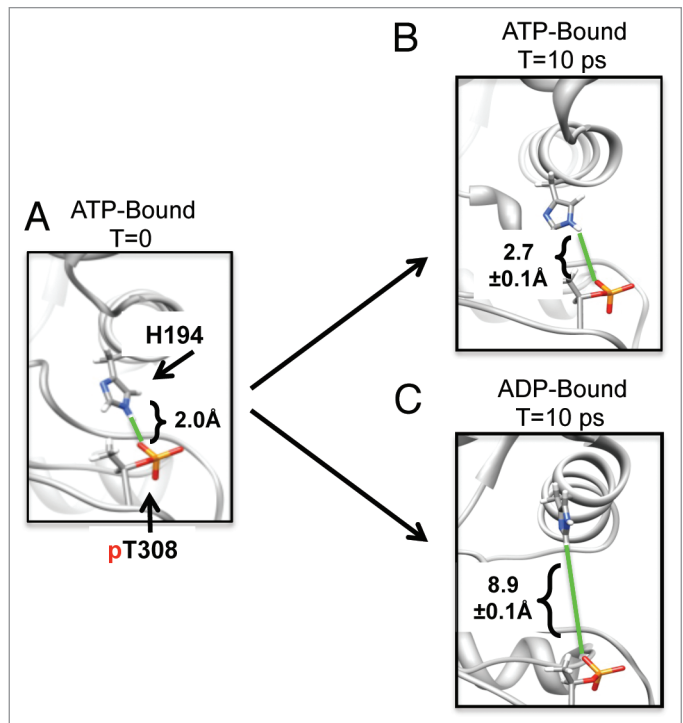 A
ATP-Bound
T=0
H194
2.0Å
pT308
B
ATP-Bound
T=10 ps
2.7
±0.1Å
C
ADP-Bound
T=10 ps
8.9
±0.1Å